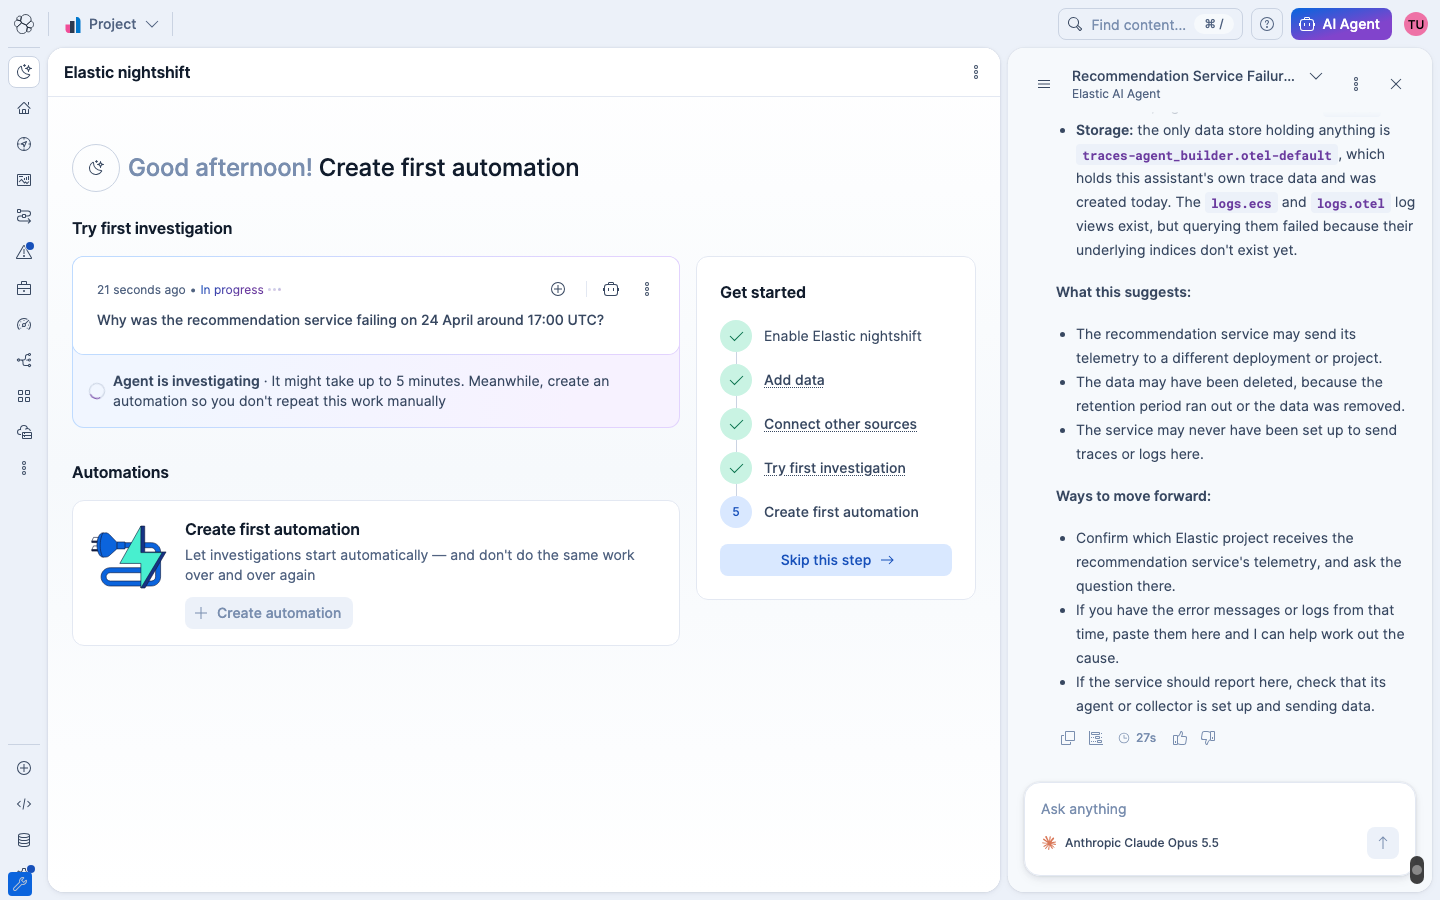 Project
Find content...
⌘ /
AI Agent
TU
Elastic nightshift
Good afternoon! Create first automation
Try first investigation
21 seconds ago • In progress
Why was the recommendation service failing on 24 April around 17:00 UTC?
Agent is investigating · It might take up to 5 minutes. Meanwhile, create an
automation so you don't repeat this work manually
Automations
Create first automation
Let investigations start automatically — and don't do the same work
over and over again
Create automation
Get started
Enable Elastic nightshift
Add data
Connect other sources
Try first investigation
5 Create first automation
Skip this step →
Recommendation Service Failur...
Elastic AI Agent
• Storage: the only data store holding anything is
traces-agent_builder.otel-default , which
holds this assistant's own trace data and was
created today. The logs.ecs and logs.otel log
views exist, but querying them failed because their
underlying indices don't exist yet.
What this suggests:
• The recommendation service may send its
telemetry to a different deployment or project.
• The data may have been deleted, because the
retention period ran out or the data was removed.
• The service may never have been set up to send
traces or logs here.
Ways to move forward:
• Confirm which Elastic project receives the
recommendation service's telemetry, and ask the
question there.
• If you have the error messages or logs from that
time, paste them here and I can help work out the
cause.
• If the service should report here, check that its
agent or collector is set up and sending data.
27s
Ask anything
Anthropic Claude Opus 5.5